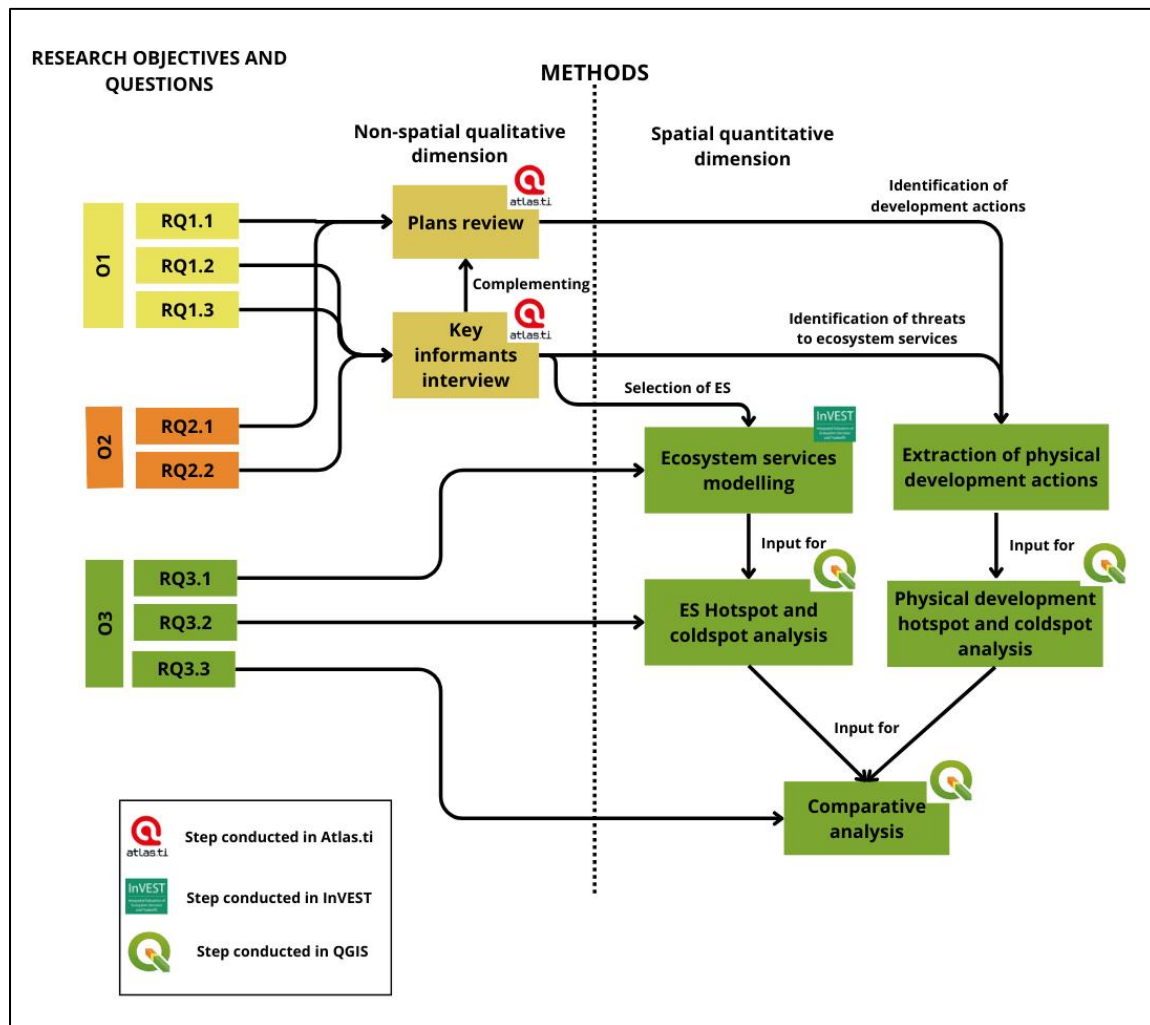 RESEARCH OBJECTIVES AND
QUESTIONS
METHODS
Non-spatial qualitative
dimension
Spatial quantitative
dimension
O1
RQ1.1
RQ1.2
RQ1.3
O2
RQ2.1
RQ2.2
O3
RQ3.1
RQ3.2
RQ3.3
atlas.ti
Plans review
Complementing
atlas.ti
Key
informants
interview
Identification of
development actions
Identification of threats
to ecosystem services
Selection of ES
InVEST
Ecosystem services
modelling
Extraction of physical
development actions
Input for
Input for
ES Hotspot and
coldspot analysis
Physical development
hotspot and coldspot
analysis
Input for
Comparative
analysis
atlas.ti
Step conducted in Atlas.ti
InVEST
Step conducted in InVEST
Step conducted in QGIS